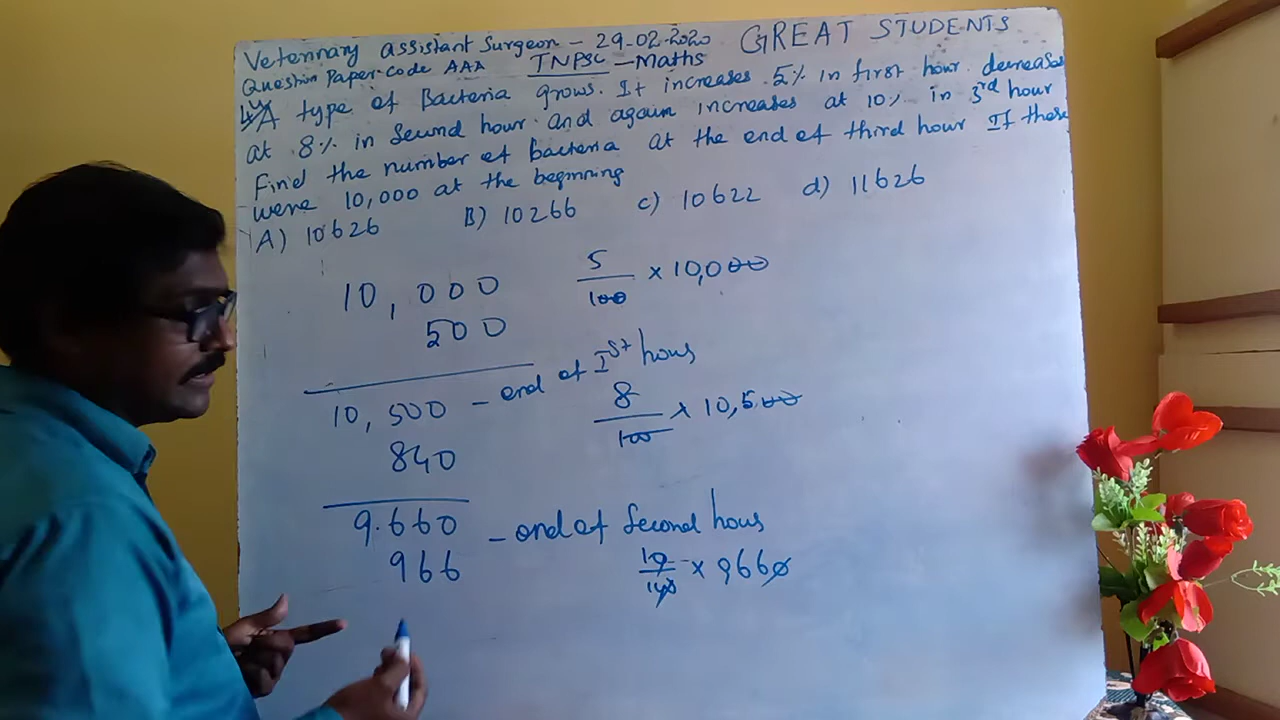 Veternnary assistant Surgeon - 29-02-2020 GREAT STUDENTS
Question Paper-Code AAA TNPSC - Maths
A type of Bacteria grows. It increases 5% in first hour decreases
at 8% in Second hour and again increases at 10% in 3rd hour
Find the number of bacteria at the end of third hour If there
were 10,000 at the beginning
A) 10626 B) 10266 c) 10622 d) 11626
10,000 5/100 x 10,000
500
10,500 - end of Ist hour
840 8/100 x 10,500
9.660 - end of Second hour
966 10/100 x 9660